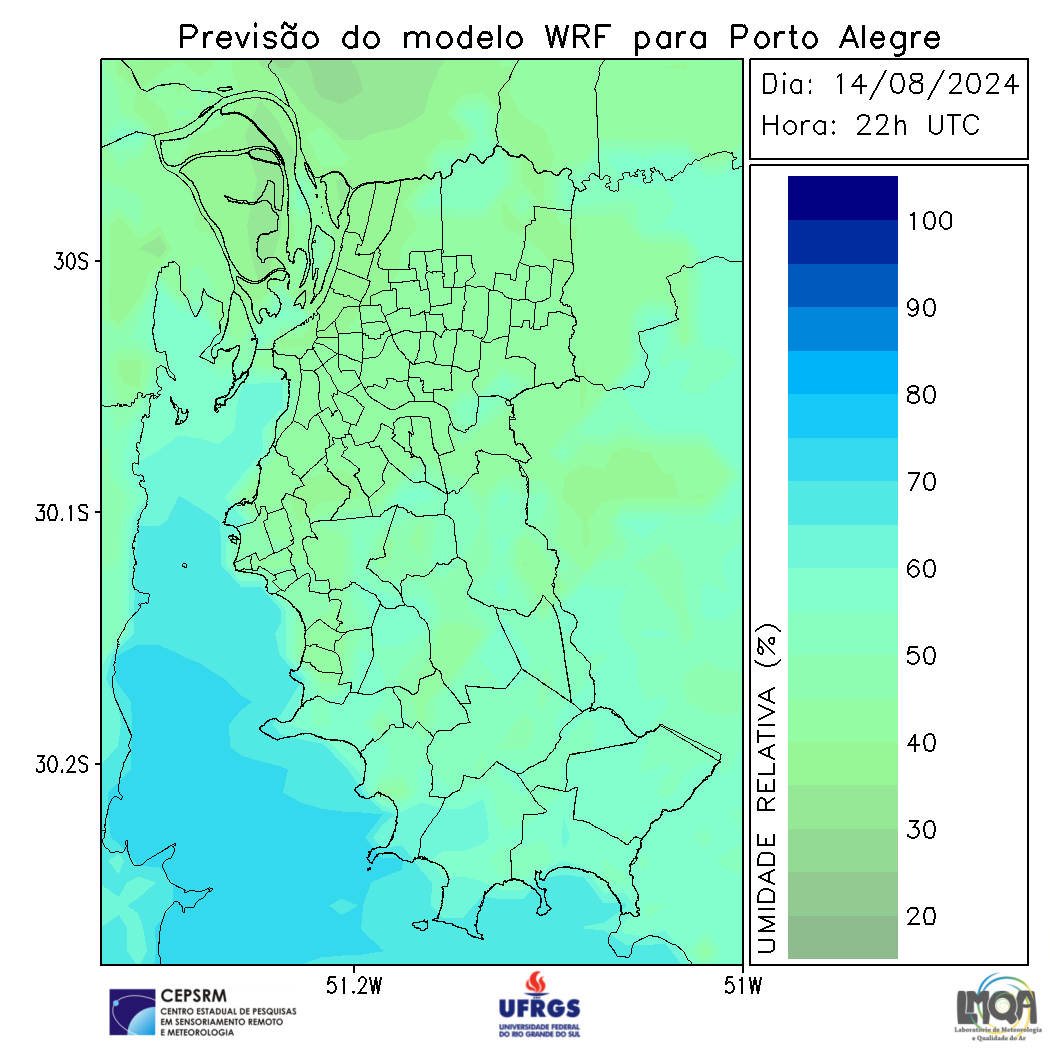 Previsão do modelo WRF para Porto Alegre
Dia: 14/08/2024
Hora: 22h UTC
30S
30.1S
30.2S
51.2W
51W
UMIDADE RELATIVA (%)
100
90
80
70
60
50
40
30
20
CEPSRM
CENTRO ESTADUAL DE PESQUISAS
EM SENSORIAMENTO REMOTO
E METEOROLOGIA
UFRGS
UNIVERSIDADE FEDERAL
DO RIO GRANDE DO SUL
LMQA
Laboratório de Meteorologia
e Qualidade do Ar